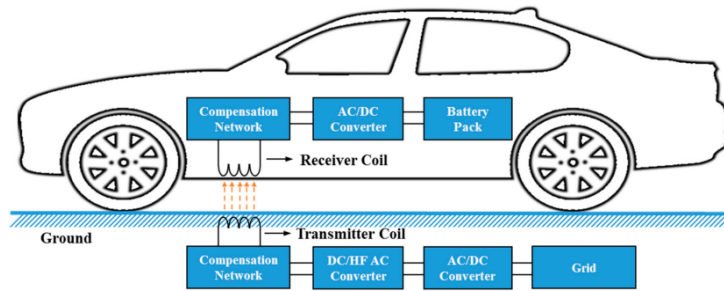 Compensation
Network
AC/DC
Converter
Battery
Pack
Receiver Coil
Ground
Transmitter Coil
Compensation
Network
DC/HF AC
Converter
AC/DC
Converter
Grid